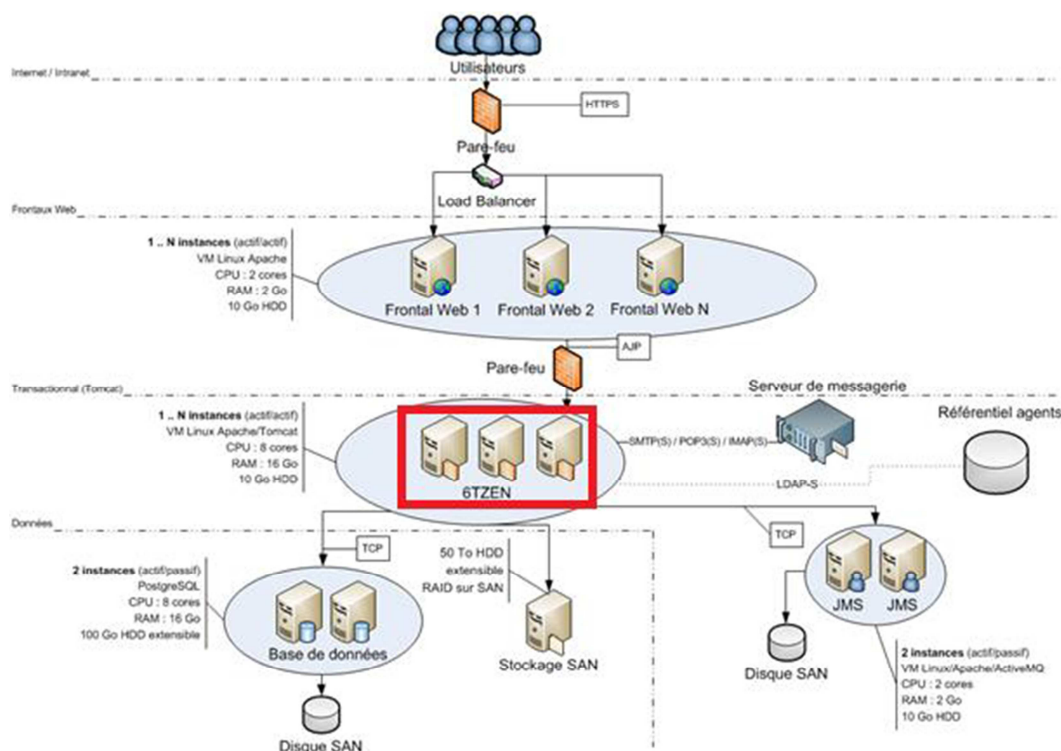 Utilisateurs
Internet / Intranet
HTTPS
Pare-feu
Load Balancer
Frontaux Web
1 .. N instances (actif/actif)
VM Linux Apache
CPU : 2 cores
RAM : 2 Go
10 Go HDD
Frontal Web 1
Frontal Web 2
Frontal Web N
AJP
Pare-feu
Transactionnal (Tomcat)
Serveur de messagerie
Référentiel agents
1 .. N instances (actif/actif)
VM Linux Apache/Tomcat
CPU : 8 cores
RAM : 16 Go
10 Go HDD
6TZEN
SMTP(S) / POP3(S) / IMAP(S)
LDAP-S
Données
TCP
50 To HDD
extensible
RAID sur SAN
TCP
2 instances (actif/passif)
PostgreSQL
CPU : 8 cores
RAM : 16 Go
100 Go HDD extensible
Base de données
Stockage SAN
JMS
JMS
Disque SAN
2 instances (actif/passif)
VM Linux/Apache/ActiveMQ
CPU : 2 cores
RAM : 2 Go
10 Go HDD
Disque SAN